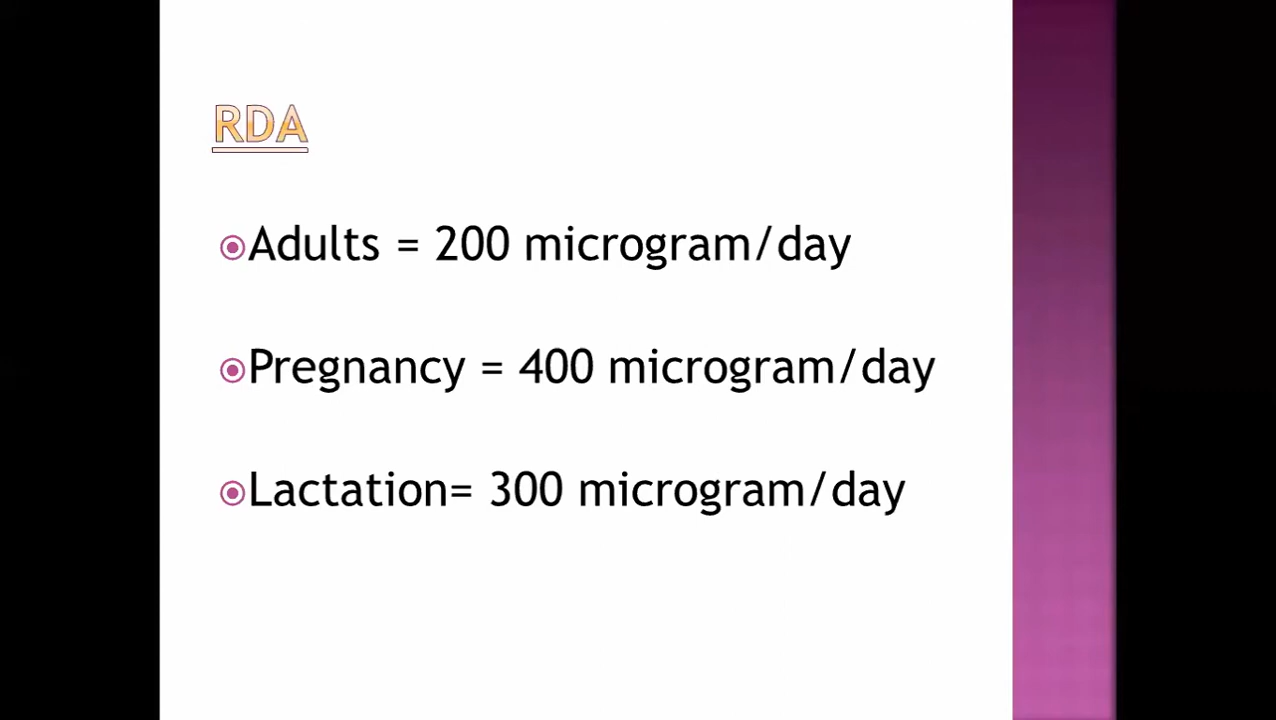 RDA
Adults = 200 microgram/day
Pregnancy = 400 microgram/day
Lactation= 300 microgram/day